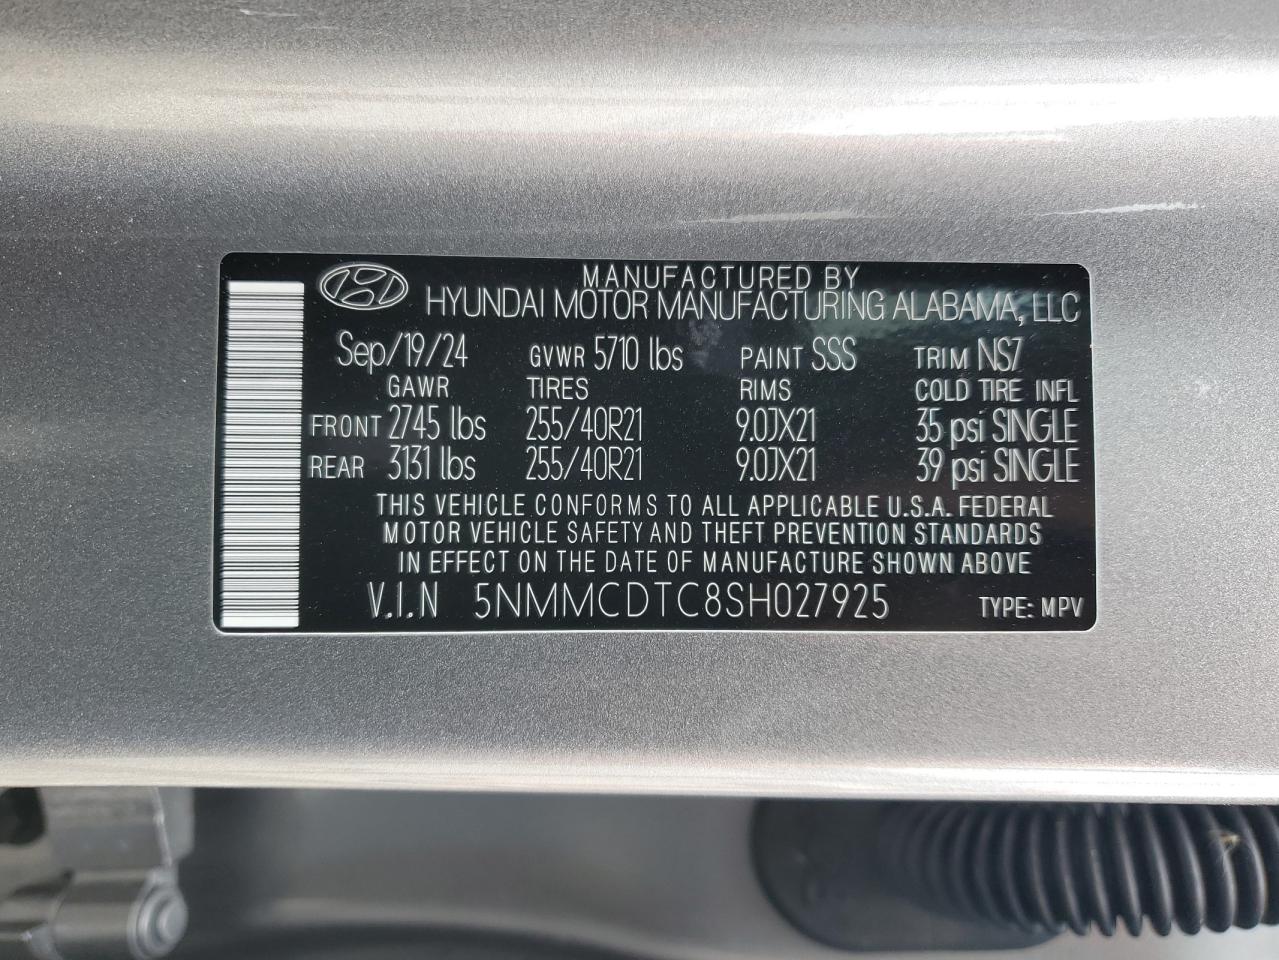 MANUFACTURED BY
HYUNDAI MOTOR MANUFACTURING ALABAMA, LLC
Sep/19/24 GVWR 5710 lbs PAINT SSS TRIM NS7
GAWR TIRES RIMS COLD TIRE INFL
FRONT 2745 lbs 255/40R21 9.0JX21 35 psi SINGLE
REAR 3131 lbs 255/40R21 9.0JX21 39 psi SINGLE
THIS VEHICLE CONFORMS TO ALL APPLICABLE U.S.A. FEDERAL
MOTOR VEHICLE SAFETY AND THEFT PREVENTION STANDARDS
IN EFFECT ON THE DATE OF MANUFACTURE SHOWN ABOVE
V.I.N 5NMMCDTC8SH027925 TYPE: MPV